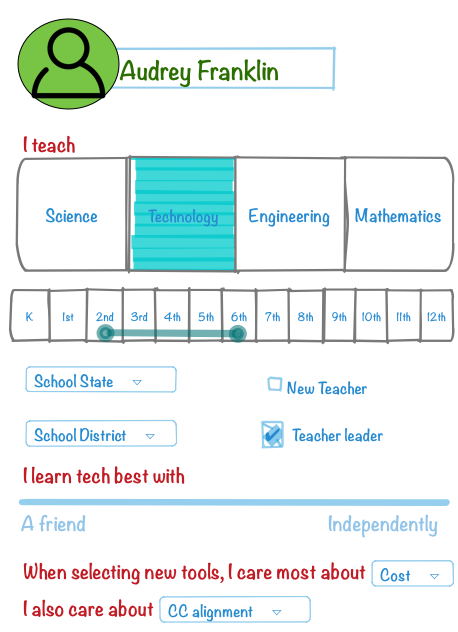 Audrey Franklin
I teach
Science Technology Engineering Mathematics
K 1st 2nd 3rd 4th 5th 6th 7th 8th 9th 10th 11th 12th
School State
New Teacher
School District
Teacher leader
I learn tech best with
A friend Independently
When selecting new tools, I care most about Cost
I also care about CC alignment